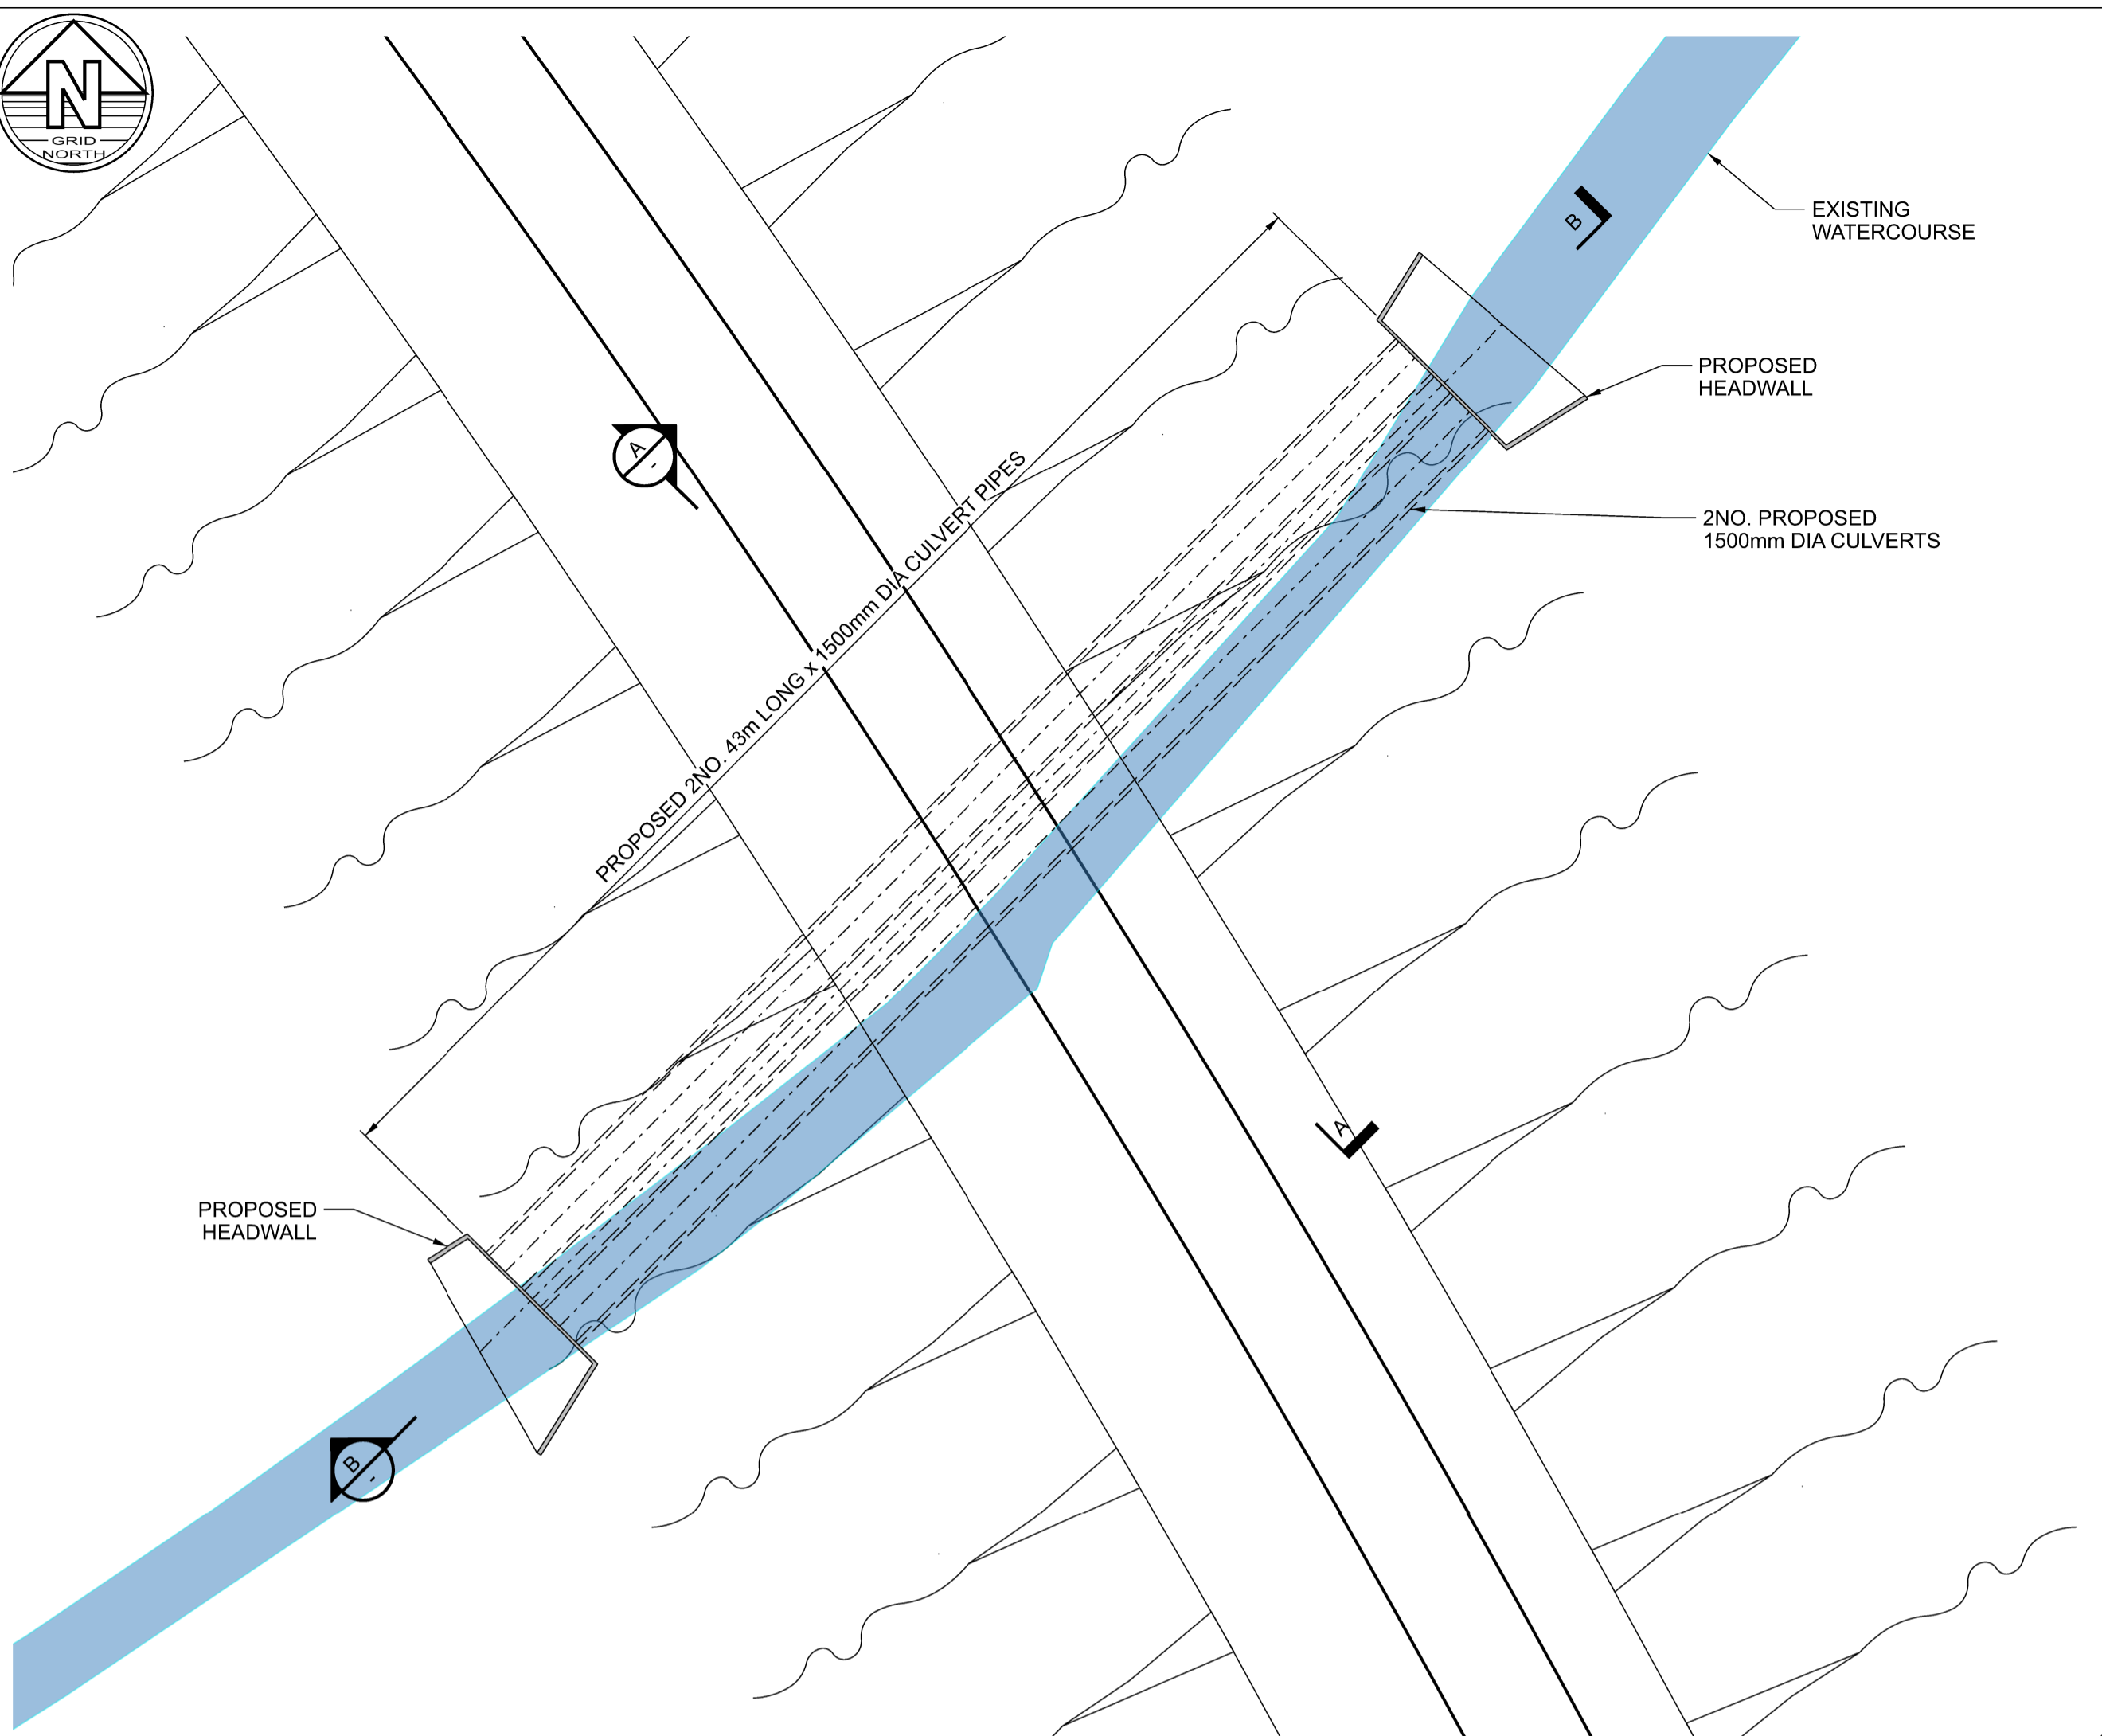 N
GRID
NORTH
B
EXISTING
WATERCOURSE
PROPOSED
HEADWALL
A
-
PROPOSED 2NO. 43m LONG x 1500mm DIA CULVERT PIPES
2NO. PROPOSED
1500mm DIA CULVERTS
A
PROPOSED
HEADWALL
B
-